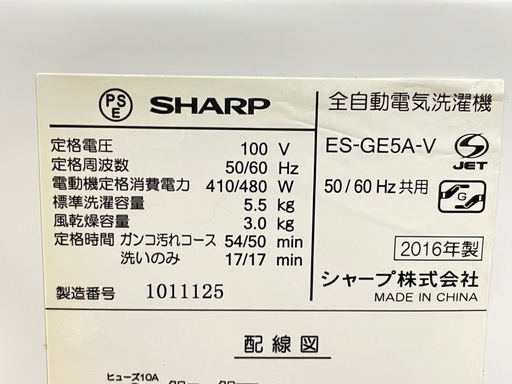 PS
E
SHARP
全自動電気洗濯機
定格電圧 100 V
定格周波数 50/60 Hz
電動機定格消費電力 410/480 W
標準洗濯容量 5.5 kg
風乾燥容量 3.0 kg
定格時間 ガンコ汚れコース 54/50 min
洗いのみ 17/17 min
製造番号 1011125
ES-GE5A-V
S
JET
50/60 Hz 共用
G
2016年製
シャープ株式会社
MADE IN CHINA
配線図
ヒューズ10A